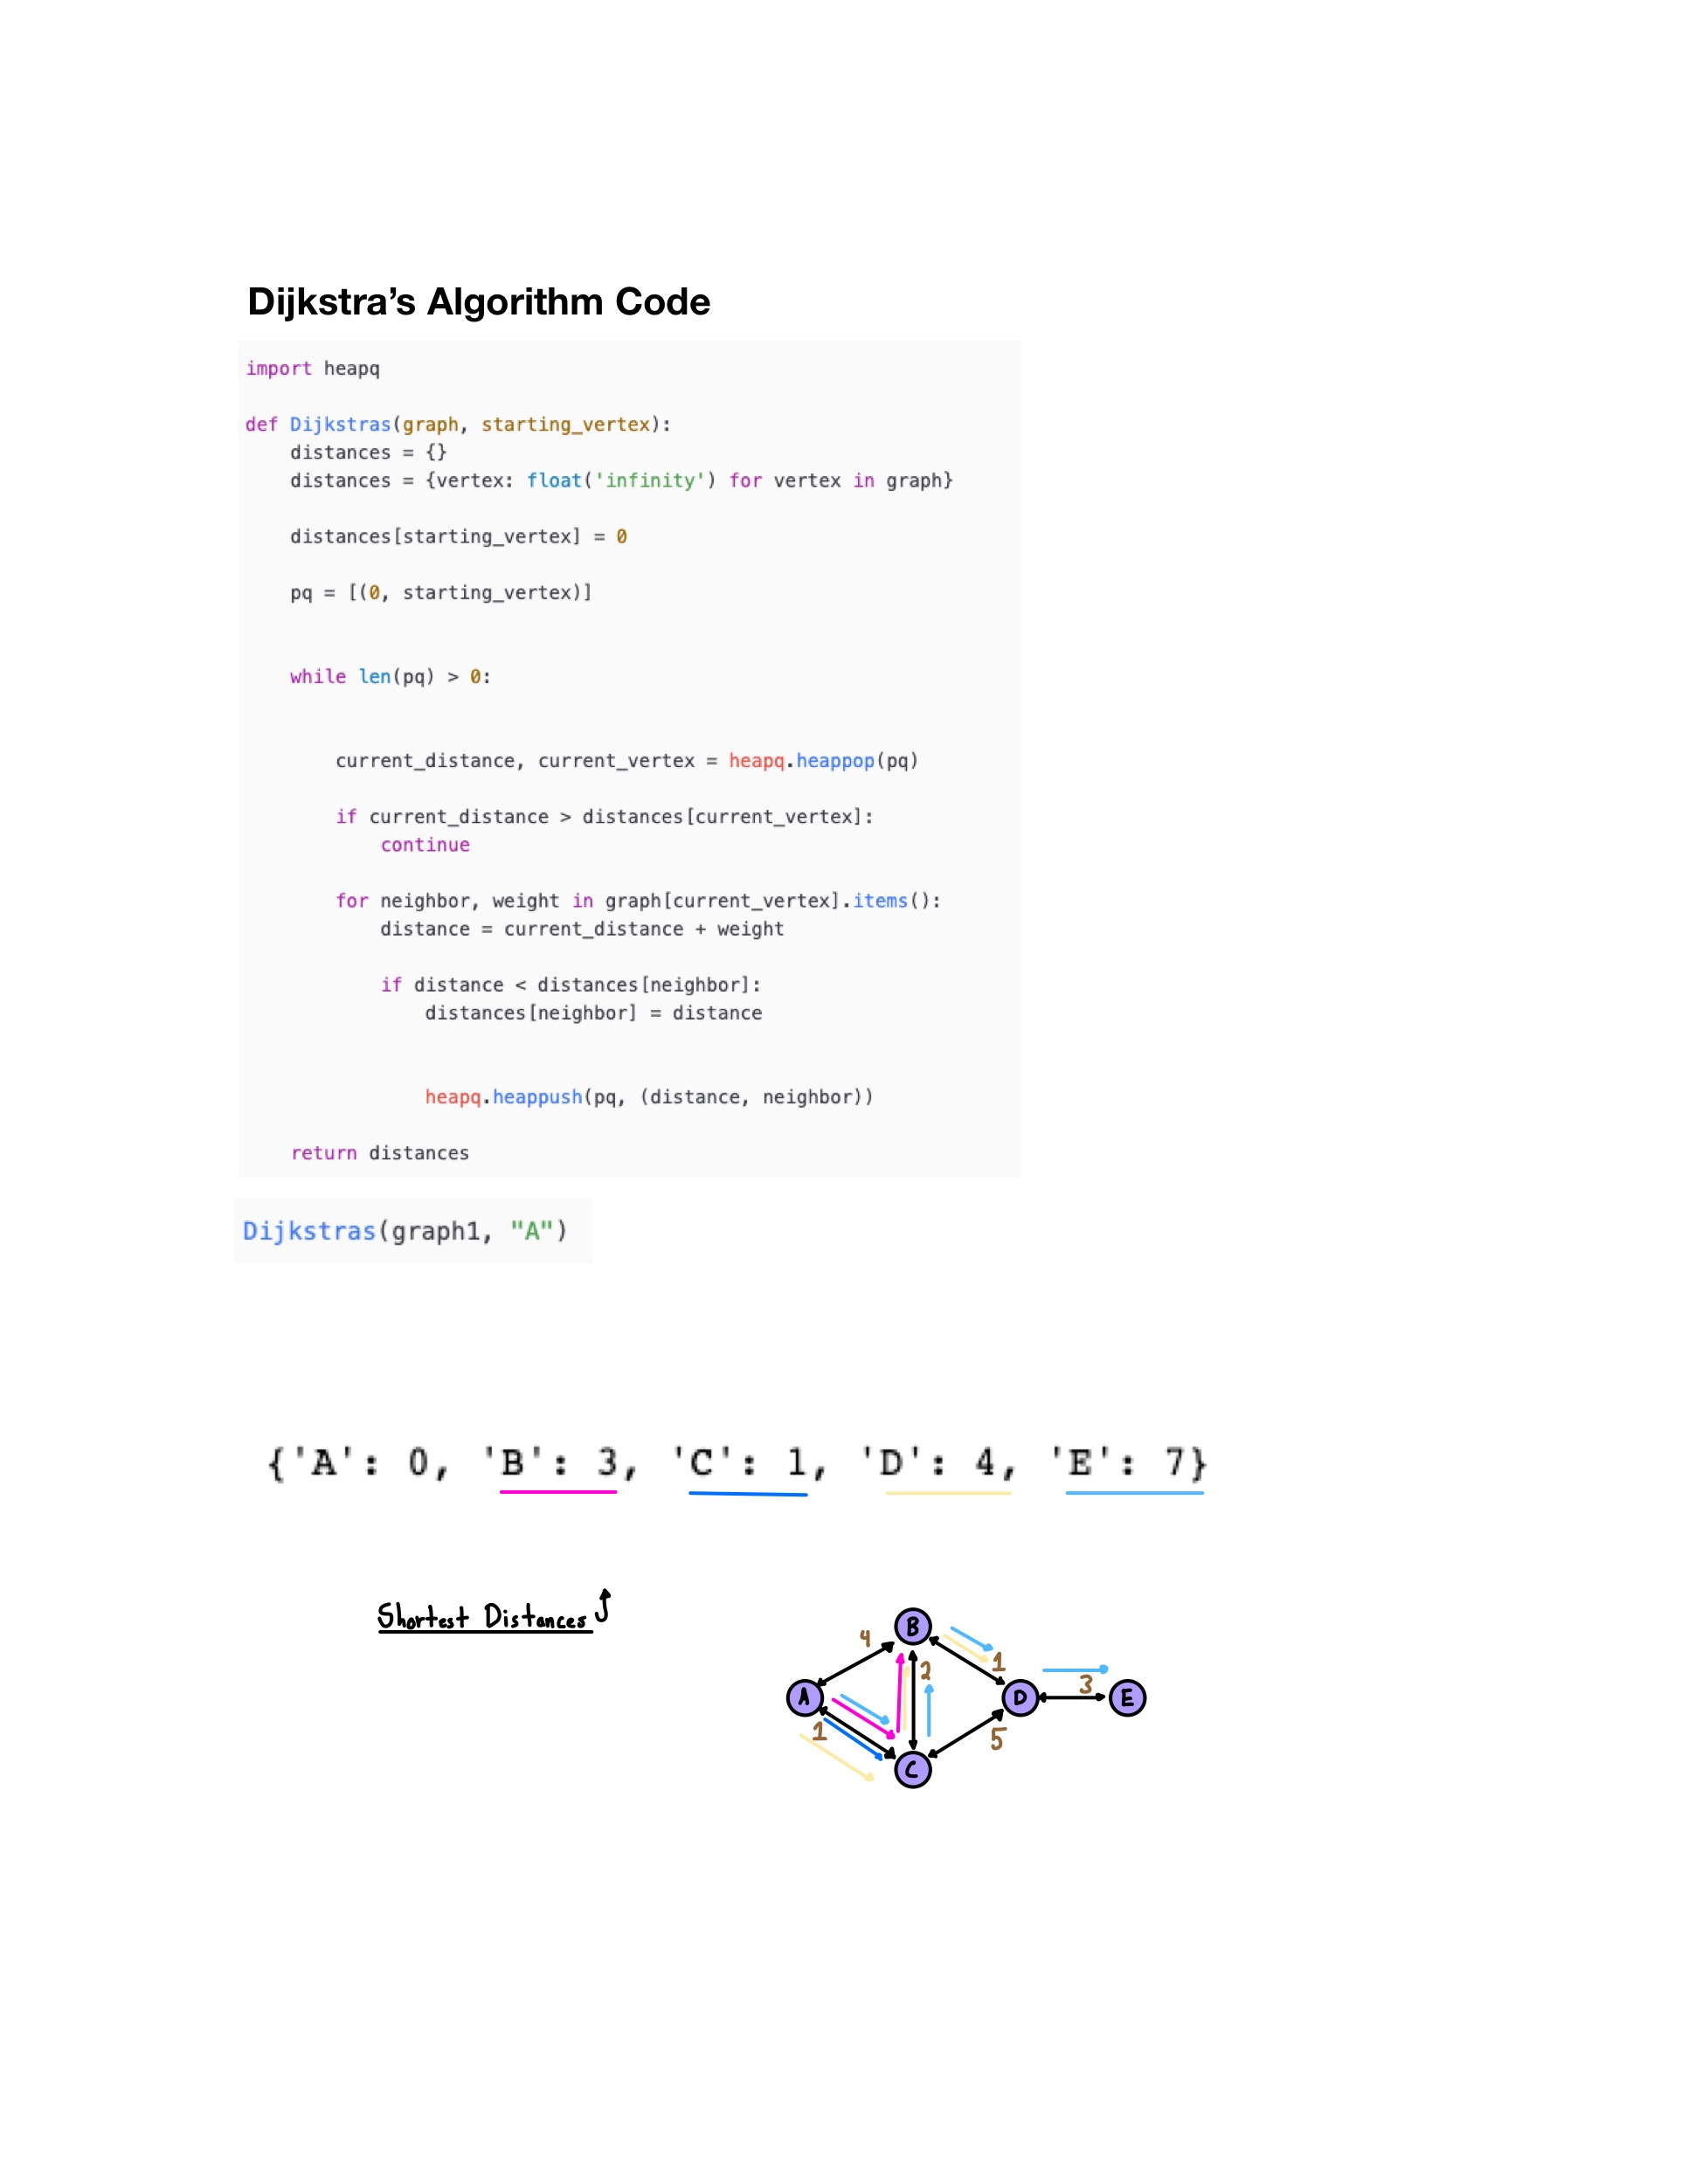 Dijkstra’s Algorithm Code
import heapq
def Dijkstras(graph, starting_vertex):
    distances = {}
    distances = {vertex: float('infinity') for vertex in graph}
    distances[starting_vertex] = 0
    pq = [(0, starting_vertex)]
    while len(pq) > 0:
        current_distance, current_vertex = heapq.heappop(pq)
        if current_distance > distances[current_vertex]:
            continue
        for neighbor, weight in graph[current_vertex].items():
            distance = current_distance + weight
            if distance < distances[neighbor]:
                distances[neighbor] = distance
                heapq.heappush(pq, (distance, neighbor))
    return distances
Dijkstras(graph1, "A")
{'A': 0, 'B': 3, 'C': 1, 'D': 4, 'E': 7}
Shortest Distances
B
4
2
1
A
D
3
E
1
5
C